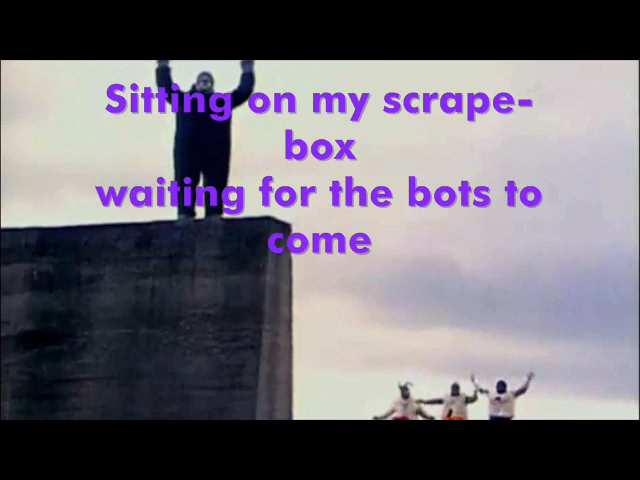 Sitting on my scrape-
box
waiting for the bots to
come